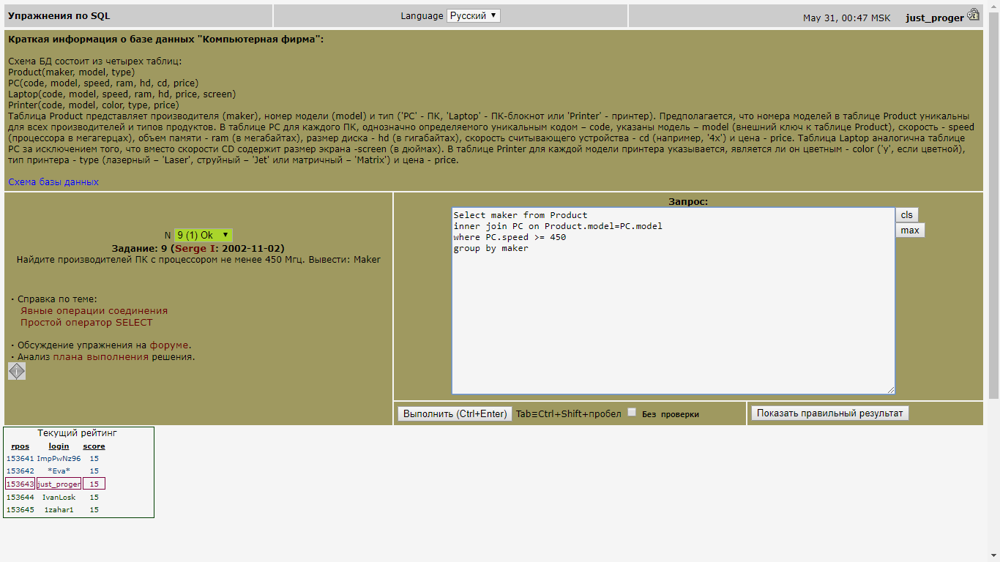 Упражнения по SQL
Language Русский
May 31, 00:47 MSK just_proger
Краткая информация о базе данных "Компьютерная фирма":
Схема БД состоит из четырех таблиц:
Product(maker, model, type)
PC(code, model, speed, ram, hd, cd, price)
Laptop(code, model, speed, ram, hd, price, screen)
Printer(code, model, color, type, price)
Таблица Product представляет производителя (maker), номер модели (model) и тип ('PC' - ПК, 'Laptop' - ПК-блокнот или 'Printer' - принтер). Предполагается, что номера моделей в таблице Product уникальны
для всех производителей и типов продуктов. В таблице PC для каждого ПК, однозначно определяемого уникальным кодом – code, указаны модель – model (внешний ключ к таблице Product), скорость - speed
(процессора в мегагерцах), объем памяти - ram (в мегабайтах), размер диска - hd (в гигабайтах), скорость считывающего устройства - cd (например, '4x') и цена - price. Таблица Laptop аналогична таблице
PC за исключением того, что вместо скорости CD содержит размер экрана -screen (в дюймах). В таблице Printer для каждой модели принтера указывается, является ли он цветным - color ('y', если цветной),
тип принтера - type (лазерный – 'Laser', струйный – 'Jet' или матричный – 'Matrix') и цена - price.
Схема базы данных
N 9 (1) Ok
Задание: 9 (Serge I: 2002-11-02)
Найдите производителей ПК с процессором не менее 450 Мгц. Вывести: Maker
· Справка по теме:
Явные операции соединения
Простой оператор SELECT
· Обсуждение упражнения на форуме.
· Анализ плана выполнения решения.
Запрос:
Select maker from Product
inner join PC on Product.model=PC.model
where PC.speed >= 450
group by maker
cls
max
Выполнить (Ctrl+Enter) Tab≡Ctrl+Shift+пробел Без проверки
Показать правильный результат
Текущий рейтинг
rpos login score
153641 ImpPwNz96 15
153642 *Eva* 15
153643 just_proger 15
153644 IvanLosk 15
153645 1zahar1 15